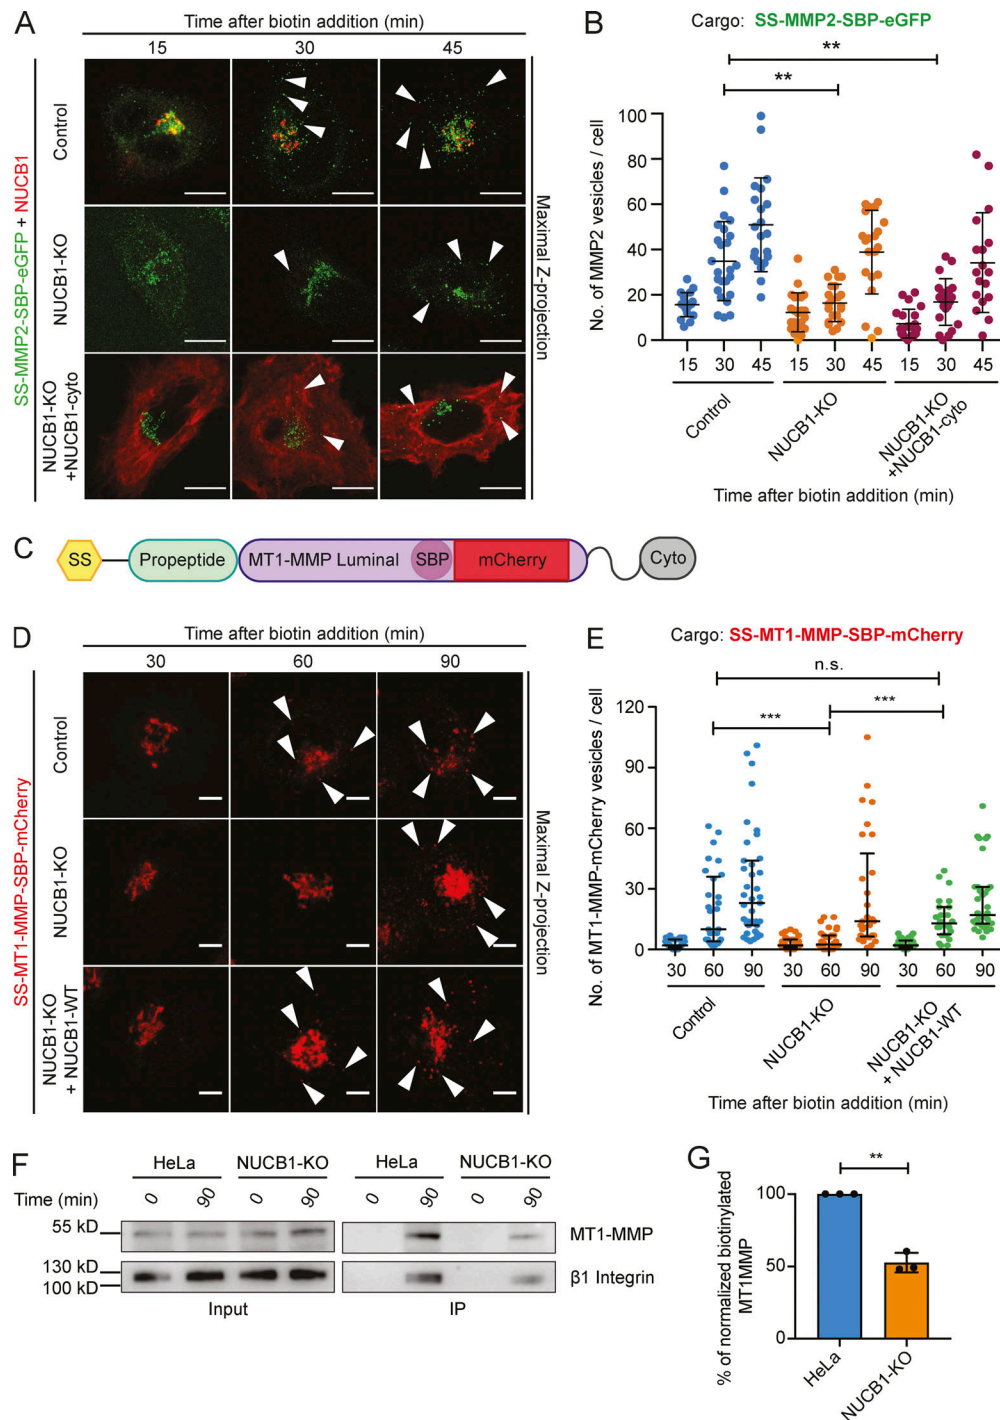 A
Time after biotin addition (min)
15 30 45
SS-MMP2-SBP-eGFP + NUCB1
Control
NUCB1-KO
NUCB1-KO
+NUCB1-cyto
Maximal Z-projection
B
Cargo: SS-MMP2-SBP-eGFP
**
**
No. of MMP2 vesicles / cell
100
80
60
40
20
0
15 30 45 15 30 45 15 30 45
Control
NUCB1-KO
NUCB1-KO
+NUCB1-cyto
Time after biotin addition (min)
C
SS
Propeptide
MT1-MMP Luminal
SBP
mCherry
Cyto
D
Time after biotin addition (min)
30 60 90
SS-MT1-MMP-SBP-mCherry
Control
NUCB1-KO
NUCB1-KO
+ NUCB1-WT
Maximal Z-projection
E
Cargo: SS-MT1-MMP-SBP-mCherry
n.s.
***
***
No. of MT1-MMP-mCherry vesicles / cell
120
90
60
30
0
30 60 90 30 60 90 30 60 90
Control
NUCB1-KO
NUCB1-KO
+ NUCB1-WT
Time after biotin addition (min)
F
HeLa NUCB1-KO HeLa NUCB1-KO
Time (min) 0 90 0 90 0 90 0 90
55 kD
MT1-MMP
130 kD
100 kD
β1 Integrin
Input IP
G
**
% of normalized biotinylated
MT1MMP
100
50
0
HeLa
NUCB1-KO